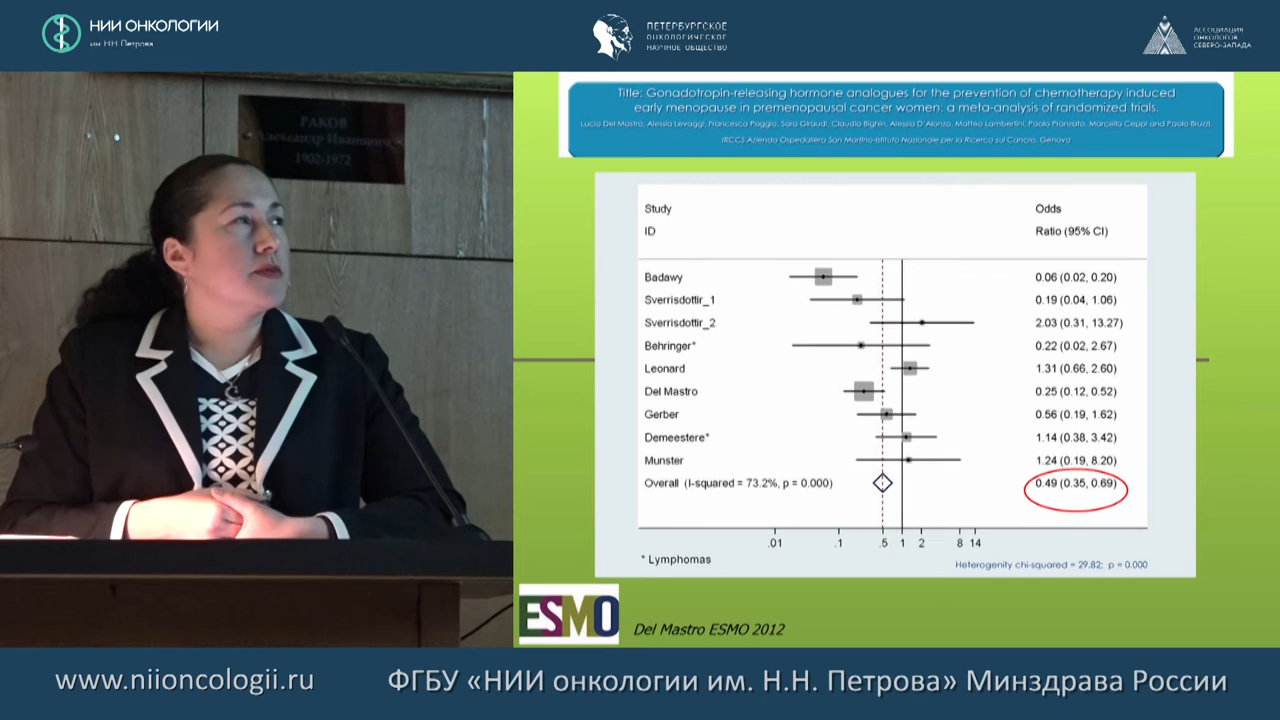 НИИ ОНКОЛОГИИ
им. Н.Н. Петрова
ПЕТЕРБУРГСКОЕ
ОНКОЛОГИЧЕСКОЕ
НАУЧНОЕ ОБЩЕСТВО
АССОЦИАЦИЯ
ОНКОЛОГОВ
СЕВЕРО-ЗАПАДА
РАКОВ
Александр Иванович
1902-1972
Title: Gonadotropin-releasing hormone analogues for the prevention of chemotherapy induced
early menopause in premenopausal cancer women: a meta-analysis of randomized trials.
Lucia Del Mastro, Alessia Levaggi, Francesca Poggio, Sara Giraudi, Claudia Bighin, Alessia D'Alonzo, Matteo Lambertini, Paolo Pronzato, Marcello Ceppi and Paolo Bruzzi.
IRCCS Azienda Ospedaliera San Martino-Istituto Nazionale per la Ricerca sul Cancro, Genova
Study Odds
ID Ratio (95% CI)
Badawy 0.06 (0.02, 0.20)
Sverrisdottir_1 0.19 (0.04, 1.06)
Sverrisdottir_2 2.03 (0.31, 13.27)
Behringer* 0.22 (0.02, 2.67)
Leonard 1.31 (0.66, 2.60)
Del Mastro 0.25 (0.12, 0.52)
Gerber 0.56 (0.19, 1.62)
Demeestere* 1.14 (0.38, 3.42)
Munster 1.24 (0.19, 8.20)
Overall (I-squared = 73.2%, p = 0.000) 0.49 (0.35, 0.69)
.01 .1 .5 1 2 8 14
* Lymphomas
Heterogenity chi-squared = 29.82; p = 0.000
ESMO
Del Mastro ESMO 2012
www.niioncologii.ru
ФГБУ «НИИ онкологии им. Н.Н. Петрова» Минздрава России